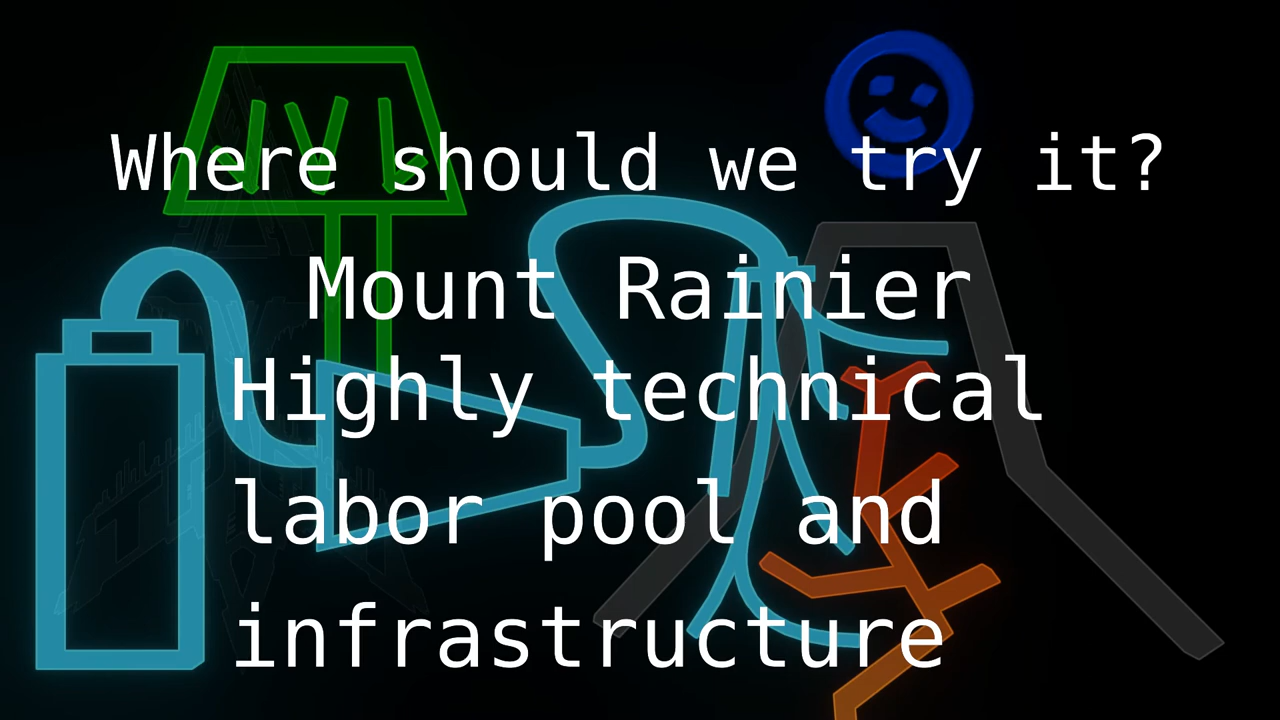 Where should we try it?
Mount Rainier
Highly technical
labor pool and
infrastructure